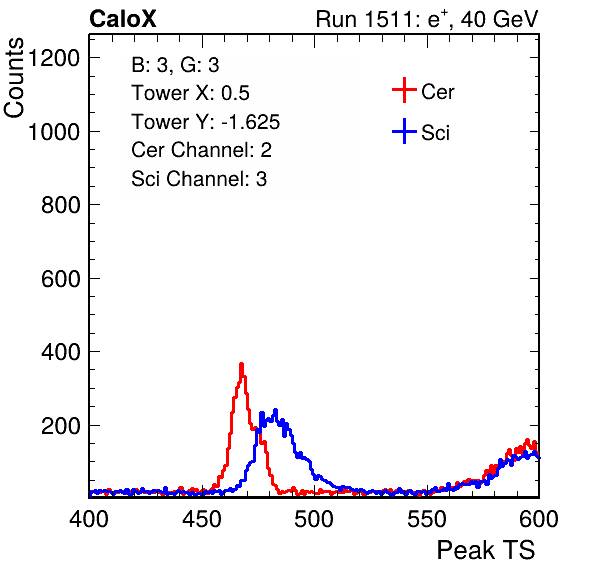 CaloX Run 1511: e⁺, 40 GeV
Counts
B: 3, G: 3
Tower X: 0.5
Tower Y: -1.625
Cer Channel: 2
Sci Channel: 3
Cer
Sci
1200
1000
800
600
400
200
400 450 500 550 600
Peak TS